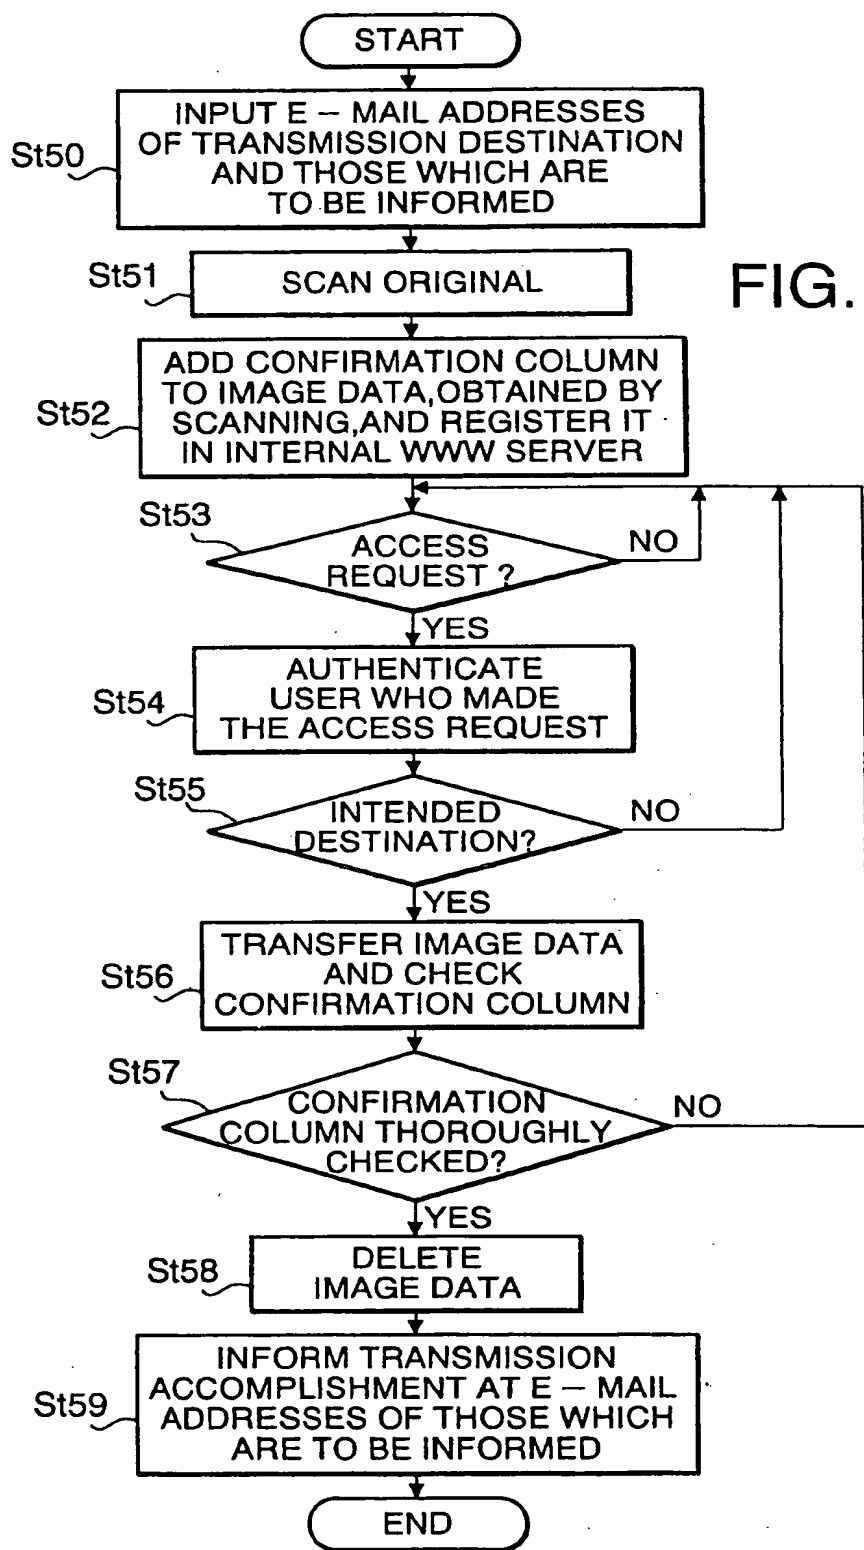 START
St50
INPUT E – MAIL ADDRESSES
OF TRANSMISSION DESTINATION
AND THOSE WHICH ARE
TO BE INFORMED
St51
SCAN ORIGINAL
FIG.
St52
ADD CONFIRMATION COLUMN
TO IMAGE DATA,OBTAINED BY
SCANNING,AND REGISTER IT
IN INTERNAL WWW SERVER
St53
ACCESS
REQUEST ?
NO
YES
St54
AUTHENTICATE
USER WHO MADE
THE ACCESS REQUEST
St55
INTENDED
DESTINATION?
NO
YES
St56
TRANSFER IMAGE DATA
AND CHECK
CONFIRMATION COLUMN
St57
CONFIRMATION
COLUMN THOROUGHLY
CHECKED?
NO
YES
St58
DELETE
IMAGE DATA
St59
INFORM TRANSMISSION
ACCOMPLISHMENT AT E – MAIL
ADDRESSES OF THOSE WHICH
ARE TO BE INFORMED
END